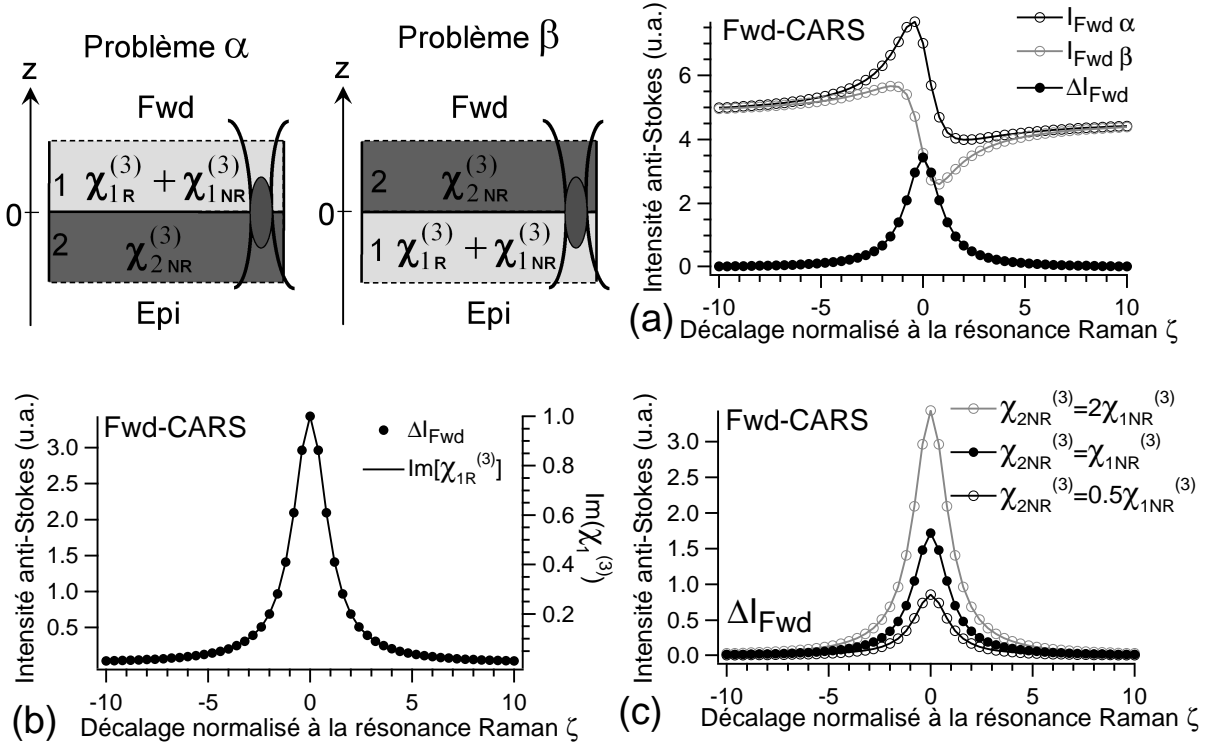 Problème α
z
Fwd
1 χ1R(3) + χ1NR(3)
0
2 χ2NR(3)
Epi
Problème β
z
Fwd
2 χ2NR(3)
0
1 χ1R(3) + χ1NR(3)
Epi
Fwd-CARS
IFwd α
IFwd β
ΔIFwd
Intensité anti-Stokes (u.a.)
6
4
2
0
-10 -5 0 5 10
(a) Décalage normalisé à la résonance Raman ζ
Fwd-CARS
ΔIFwd
Im[χ1R(3)]
Intensité anti-Stokes (u.a.)
3.0
2.5
2.0
1.5
1.0
0.5
1.0
0.8
0.6
0.4
0.2
Im(χ1(3))
-10 -5 0 5 10
(b) Décalage normalisé à la résonance Raman ζ
Fwd-CARS
χ2NR(3)=2χ1NR(3)
χ2NR(3)=χ1NR(3)
χ2NR(3)=0.5χ1NR(3)
Intensité anti-Stokes (u.a.)
3.0
2.5
2.0
1.5
1.0
0.5
0.0
ΔIFwd
-10 -5 0 5 10
(c) Décalage normalisé à la résonance Raman ζ